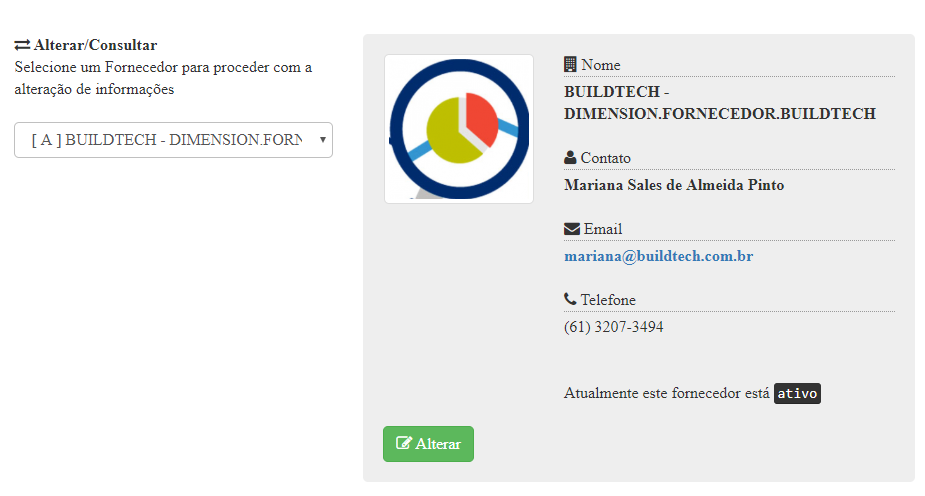 Alterar/Consultar
Selecione um Fornecedor para proceder com a
alteração de informações
[ A ] BUILDTECH - DIMENSION.FORN
Nome
BUILDTECH -
DIMENSION.FORNECEDOR.BUILDTECH
Contato
Mariana Sales de Almeida Pinto
Email
mariana@buildtech.com.br
Telefone
(61) 3207-3494
Atualmente este fornecedor está ativo
Alterar